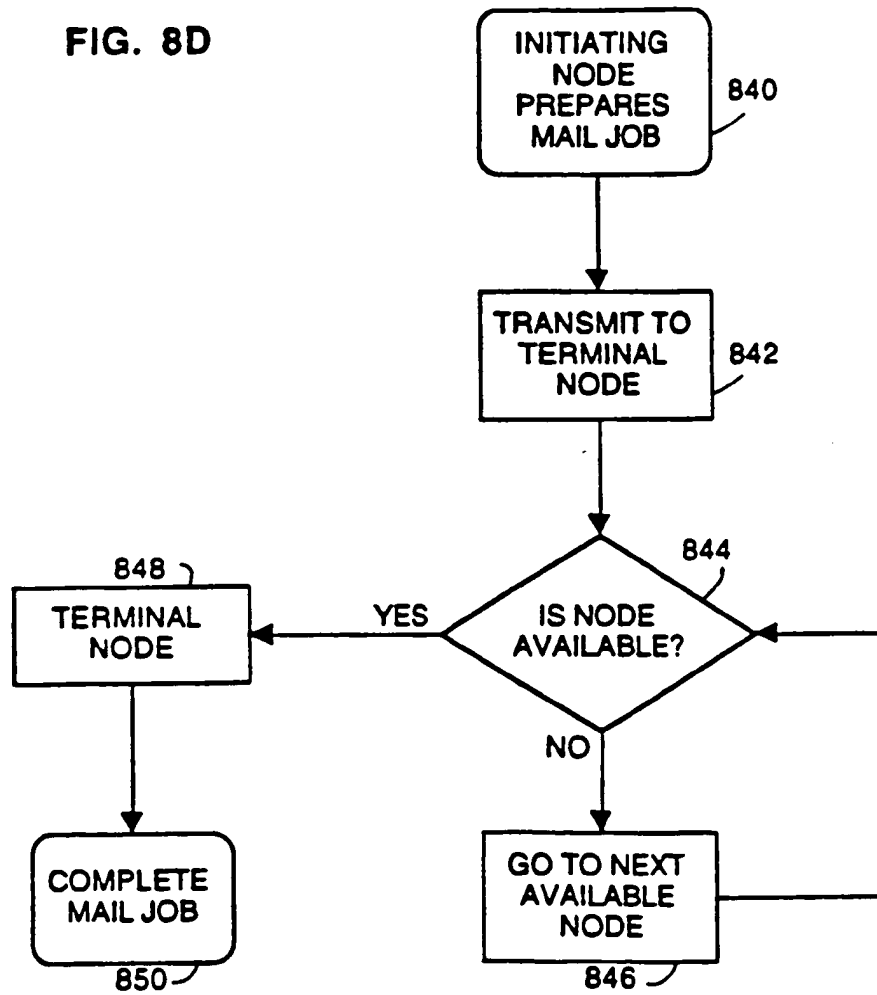 FIG. 8D
INITIATING
NODE
PREPARES
MAIL JOB
840
TRANSMIT TO
TERMINAL
NODE
842
844
IS NODE
AVAILABLE?
YES
848
TERMINAL
NODE
NO
COMPLETE
MAIL JOB
850
GO TO NEXT
AVAILABLE
NODE
846